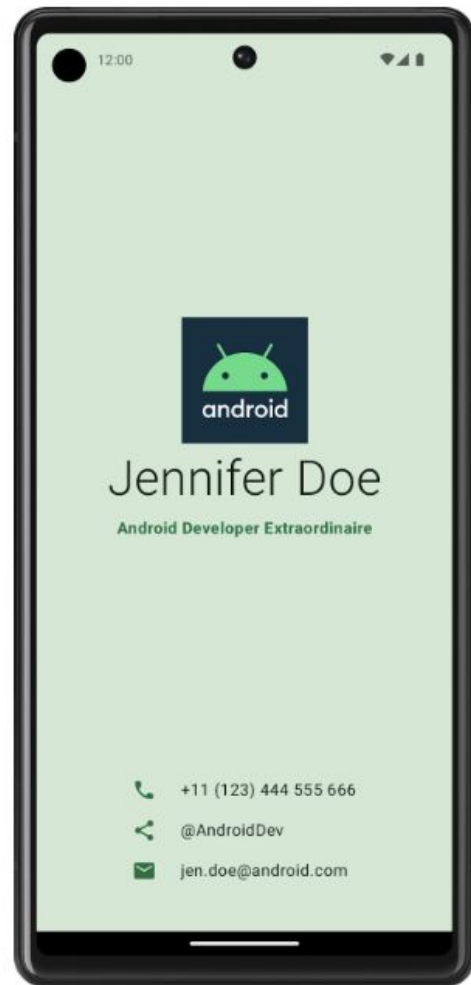 12:00
android
Jennifer Doe
Android Developer Extraordinaire
+11 (123) 444 555 666
@AndroidDev
jen.doe@android.com